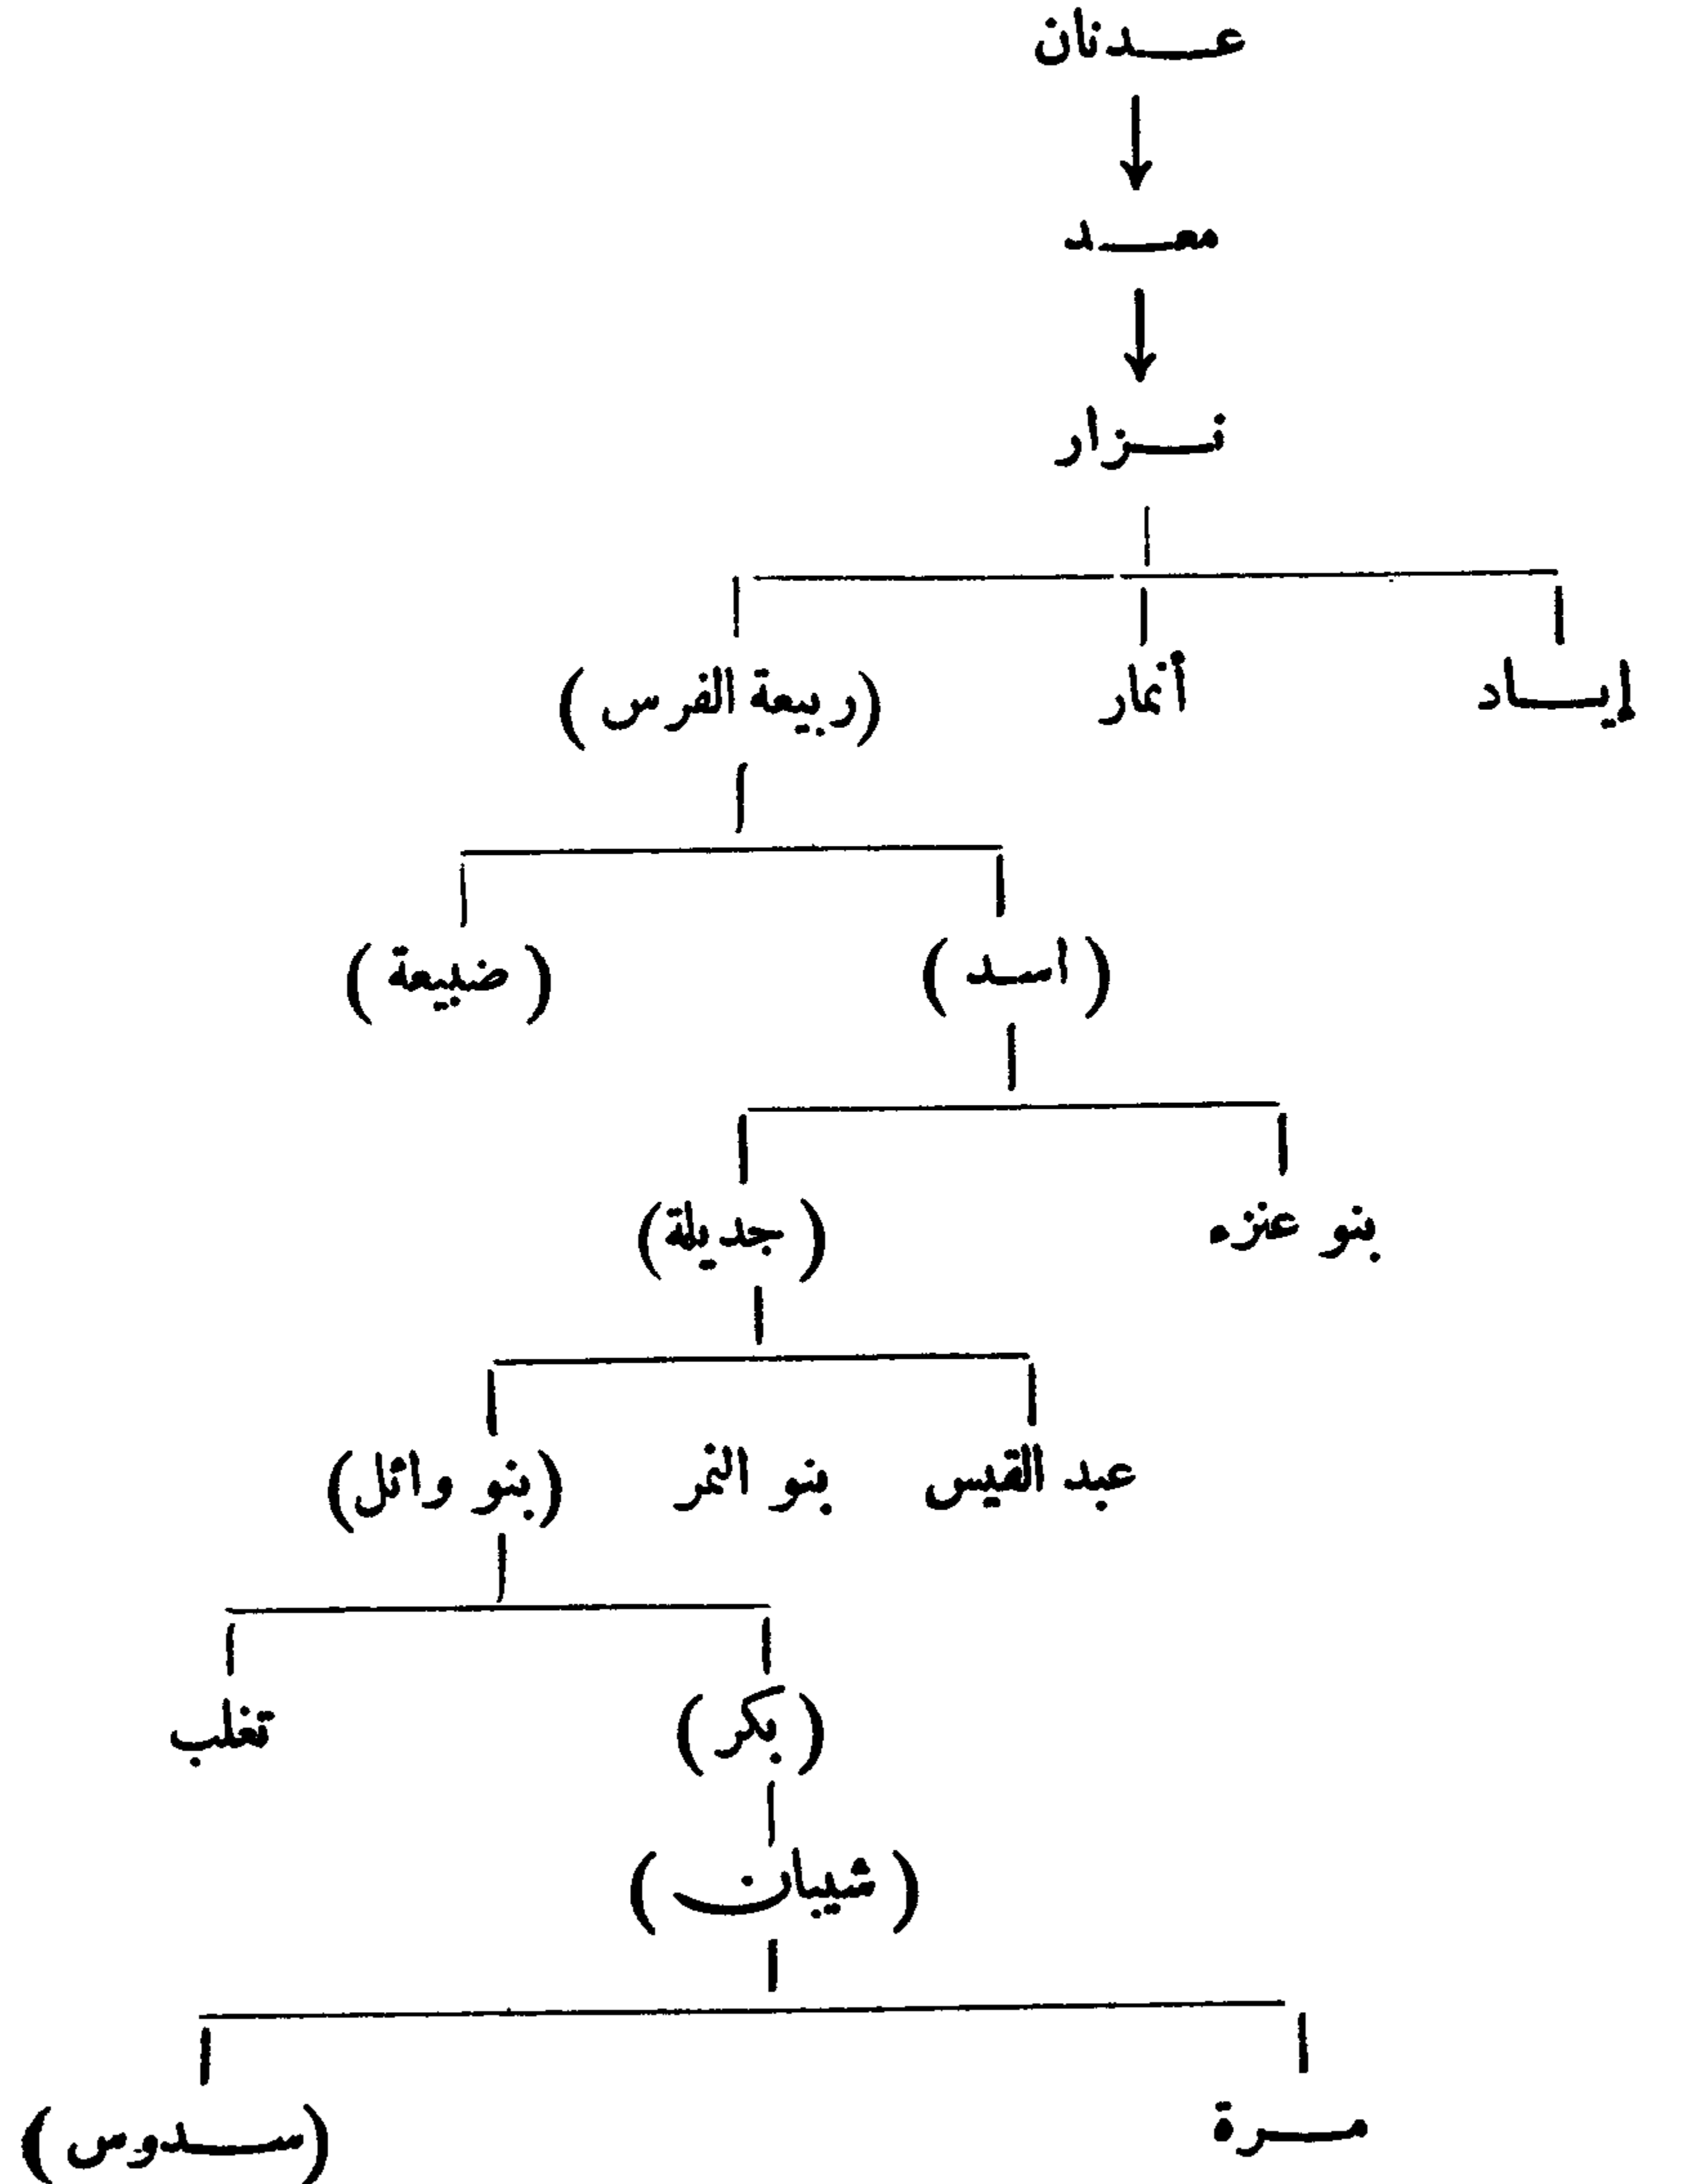 عدنان
معد
نزار
إياد أنمار (ربيعة الفرس)
(اسد) (ضبيعة)
بنو عنزه (جديلة)
عبد القيس بنو النمر (بنو وائل)
(بكر) تغلب
(شيبان)
مرة (سدوس)